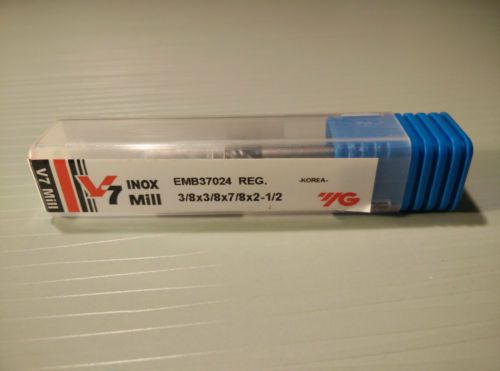 V7 Mill
V7 INOX Mill
EMB37024 REG.
3/8x3/8x7/8x2-1/2
-KOREA-
YG